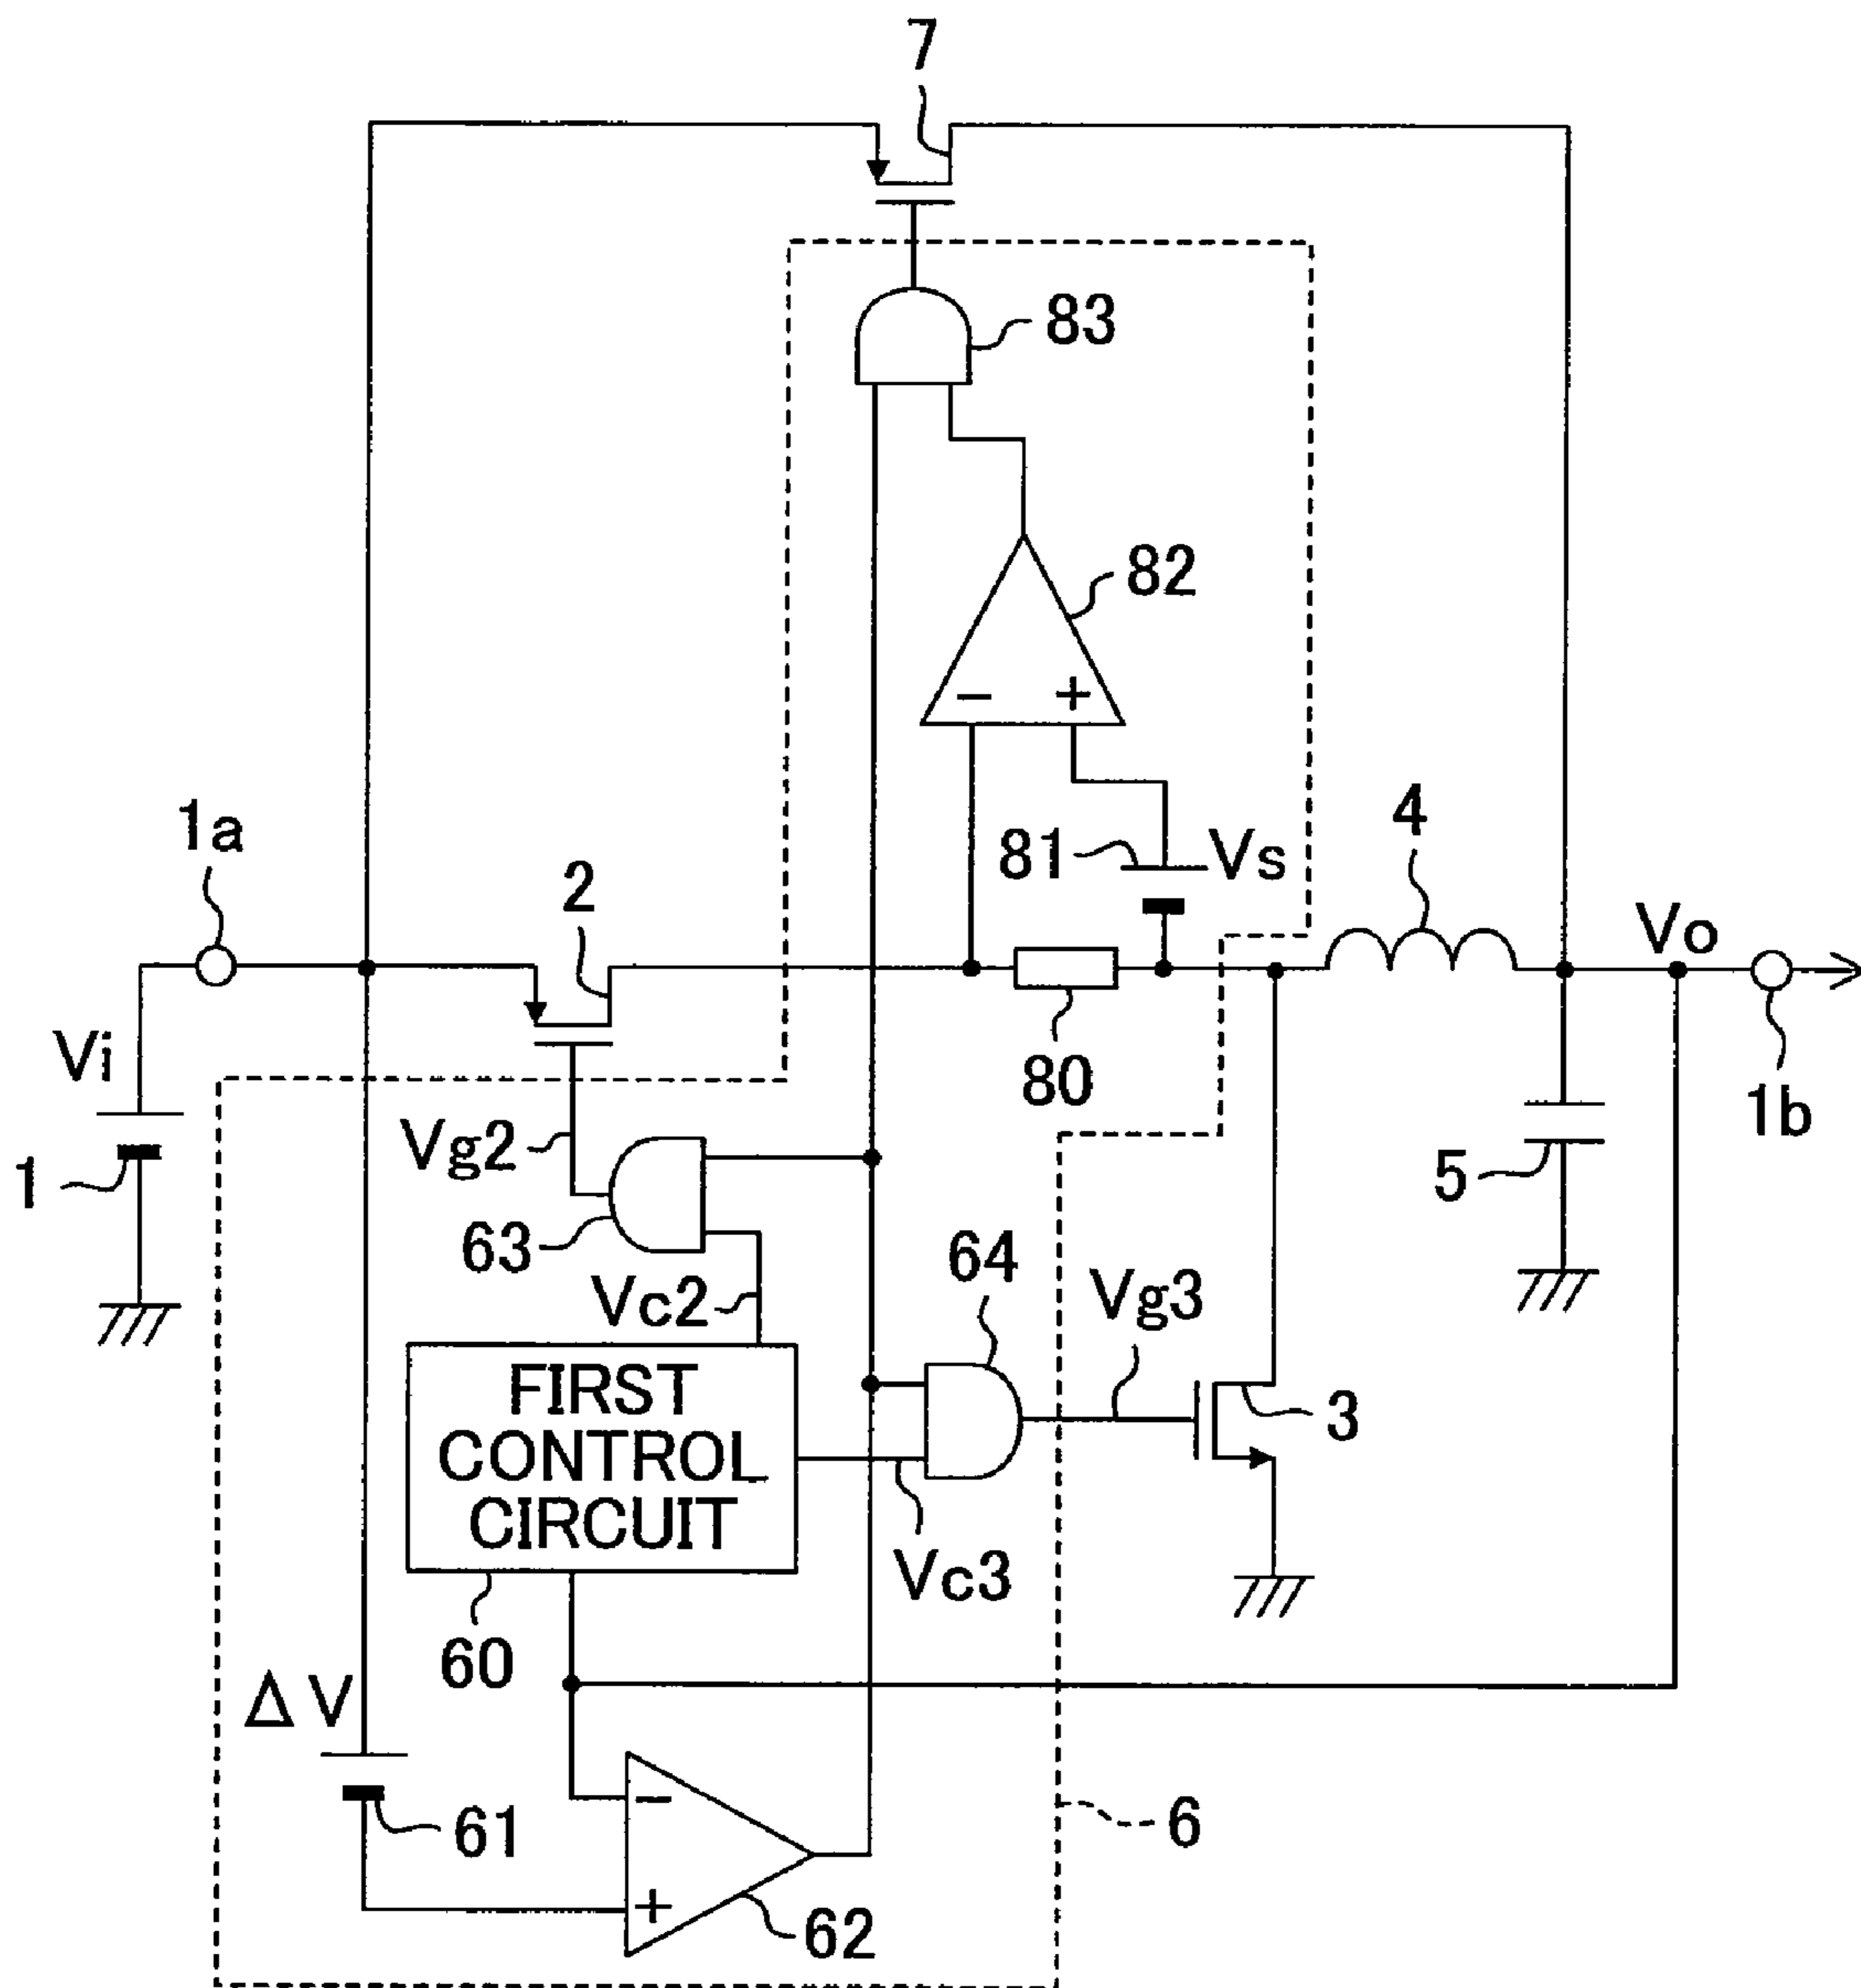 7
83
82
1a
2
81
Vs
4
Vo
Vi
80
1b
Vg2
1
5
63
64
Vc2
Vg3
FIRST
CONTROL
CIRCUIT
3
Vc3
60
ΔV
61
6
62
-
+
-
+